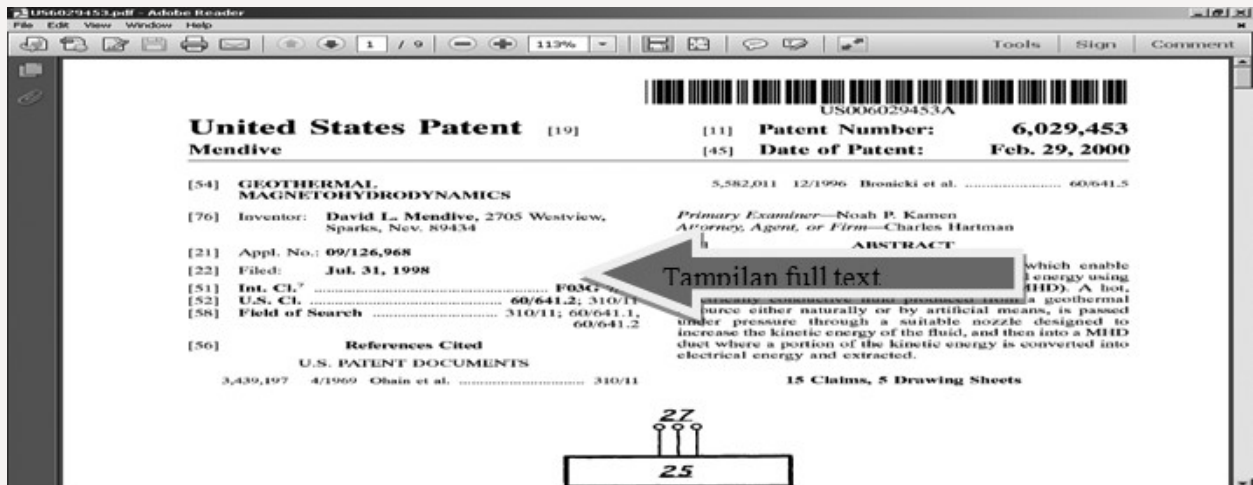 US6029453.pdf - Adobe Reader
File Edit View Window Help
1 / 9 113% Tools Sign Comment
US006029453A
United States Patent [19]
Mendive
[11] Patent Number: 6,029,453
[45] Date of Patent: Feb. 29, 2000
[54] GEOTHERMAL
MAGNETOHYDRODYNAMICS
[76] Inventor: David L. Mendive, 2705 Westview,
Sparks, Nev. 89434
[21] Appl. No.: 09/126,968
[22] Filed: Jul. 31, 1998
[51] Int. Cl.7 ........ F03G
[52] U.S. Cl. ........ 60/641.2; 310/11
[58] Field of Search ........ 310/11; 60/641.1,
60/641.2
[56] References Cited
U.S. PATENT DOCUMENTS
3,439,197 4/1969 Ohain et al. ........ 310/11
5,582,011 12/1996 Bronicki et al. ........ 60/641.5
Primary Examiner—Noah P. Kamen
Attorney, Agent, or Firm—Charles Hartman
ABSTRACT
Tampilan full text
which enable
energy using
MHD). A hot,
conductive fluid produced from a geothermal
either naturally or by artificial means, is passed
under pressure through a suitable nozzle designed to
increase the kinetic energy of the fluid, and then into a MHD
duct where a portion of the kinetic energy is converted into
electrical energy and extracted.
15 Claims, 5 Drawing Sheets
27
25